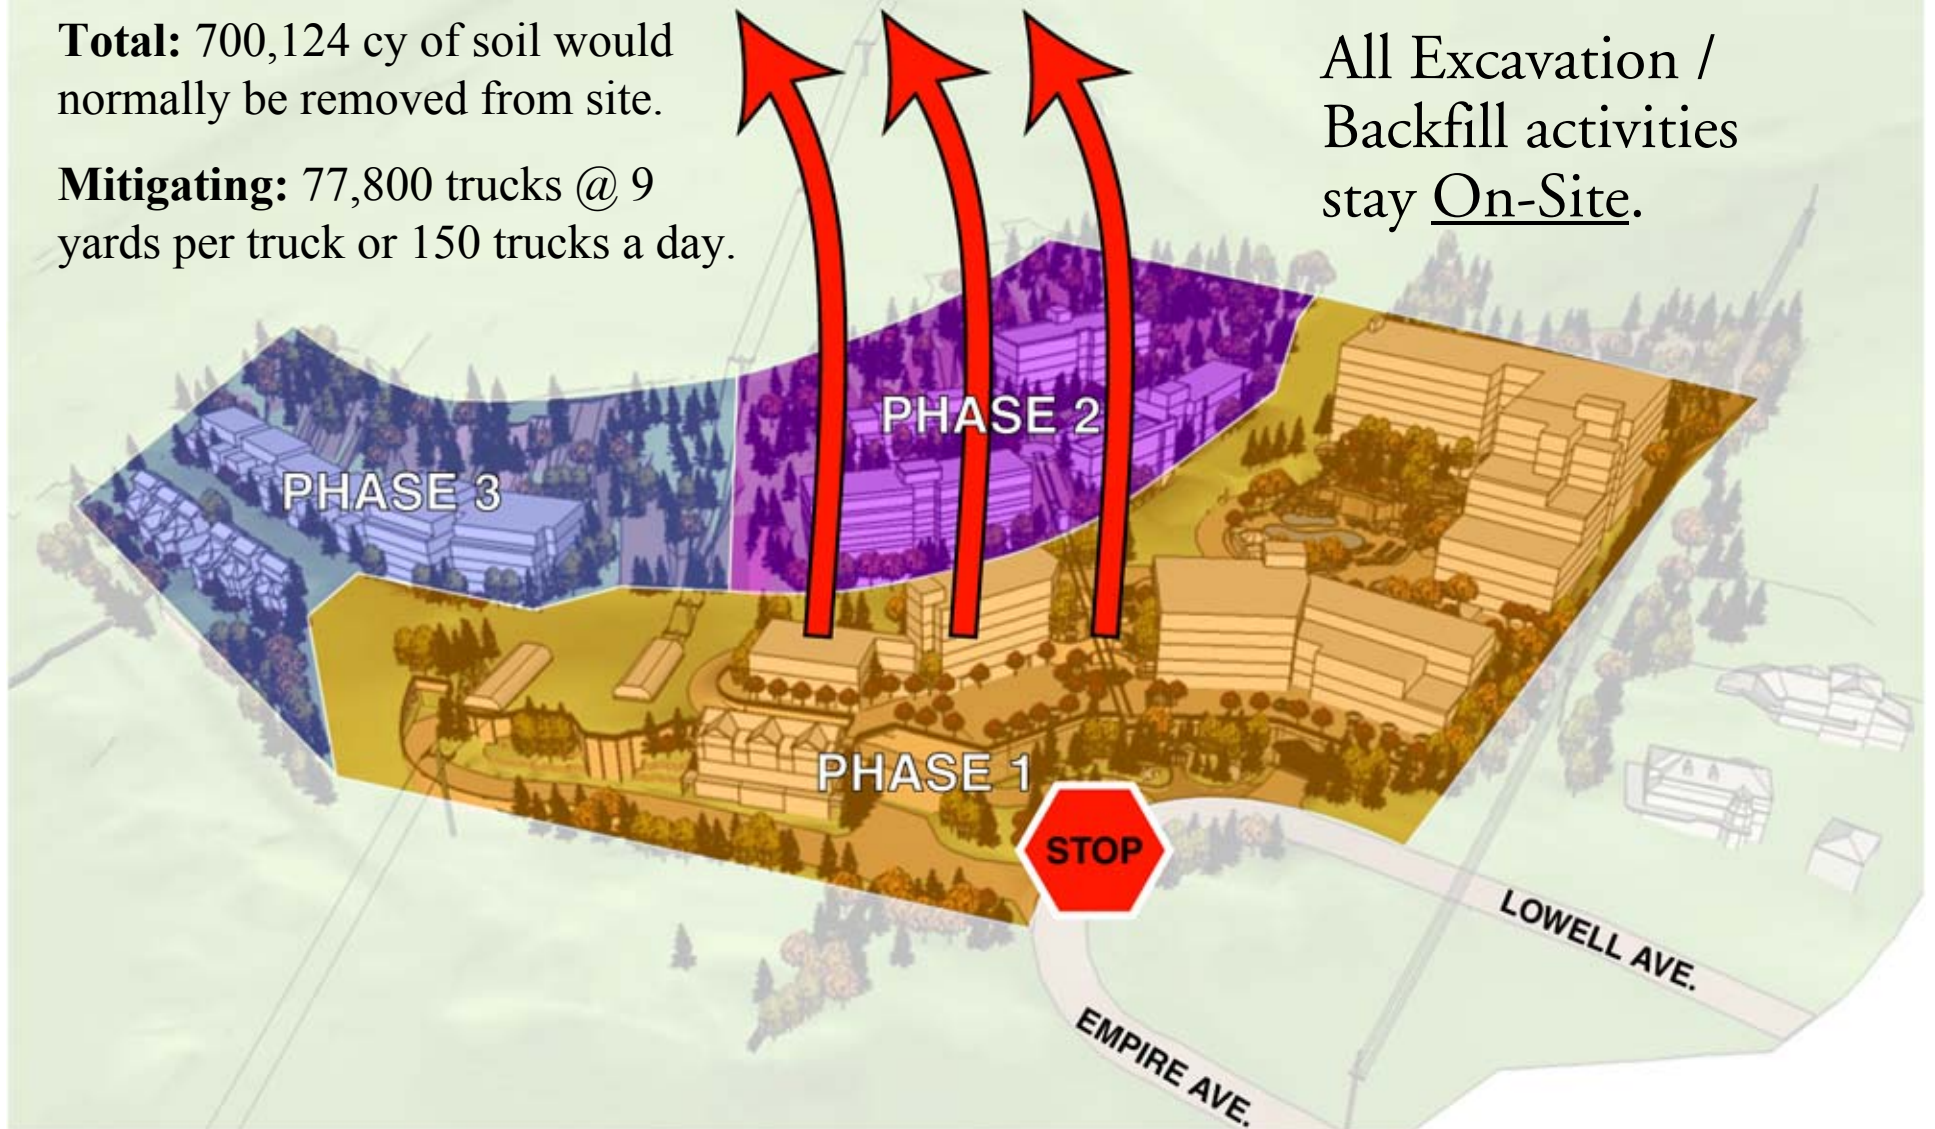 Total: 700,124 cy of soil would
normally be removed from site.
Mitigating: 77,800 trucks @ 9
yards per truck or 150 trucks a day.
All Excavation /
Backfill activities
stay On-Site.
PHASE 2
PHASE 3
PHASE 1
STOP
LOWELL AVE.
EMPIRE AVE.